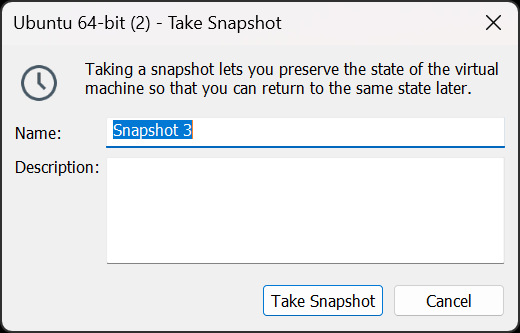 Ubuntu 64-bit (2) - Take Snapshot
Taking a snapshot lets you preserve the state of the virtual
machine so that you can return to the same state later.
Name:
Snapshot 3
Description:
Take Snapshot
Cancel